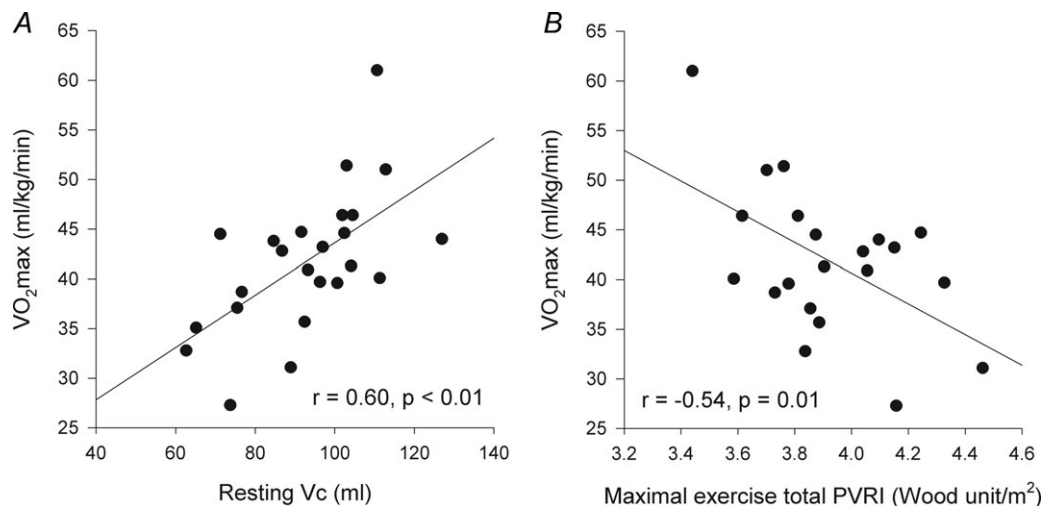 A
65
60
55
50
45
40
35
30
25
VO₂max (ml/kg/min)
r = 0.60, p < 0.01
40 60 80 100 120 140
Resting Vc (ml)
B
65
60
55
50
45
40
35
30
25
VO₂max (ml/kg/min)
r = -0.54, p = 0.01
3.2 3.4 3.6 3.8 4.0 4.2 4.4 4.6
Maximal exercise total PVRI (Wood unit/m²)